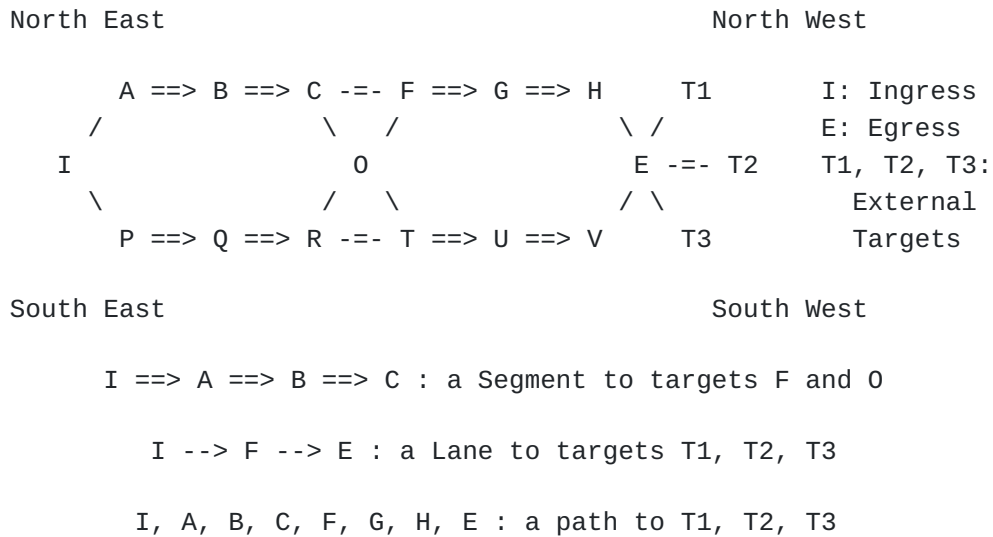 North East                                   North West

       A ==> B ==> C -=- F ==> G ==> H     T1       I: Ingress
     /              \   /              \ /          E: Egress
   I                  O                 E -=- T2    T1, T2, T3:
     \              /   \              / \            External
       P ==> Q ==> R -=- T ==> U ==> V     T3         Targets

South East                                   South West

      I ==> A ==> B ==> C : a Segment to targets F and O

         I --> F --> E : a Lane to targets T1, T2, T3

        I, A, B, C, F, G, H, E : a path to T1, T2, T3